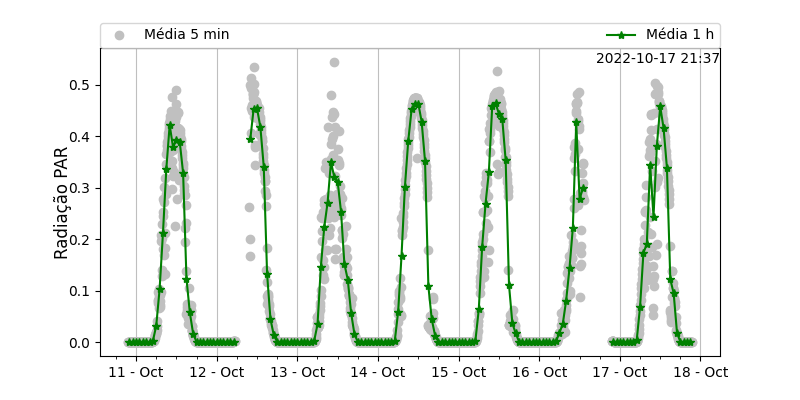 Média 5 min
Média 1 h
2022-10-17 21:37
Radiação PAR
0.5
0.4
0.3
0.2
0.1
0.0
11 - Oct
12 - Oct
13 - Oct
14 - Oct
15 - Oct
16 - Oct
17 - Oct
18 - Oct